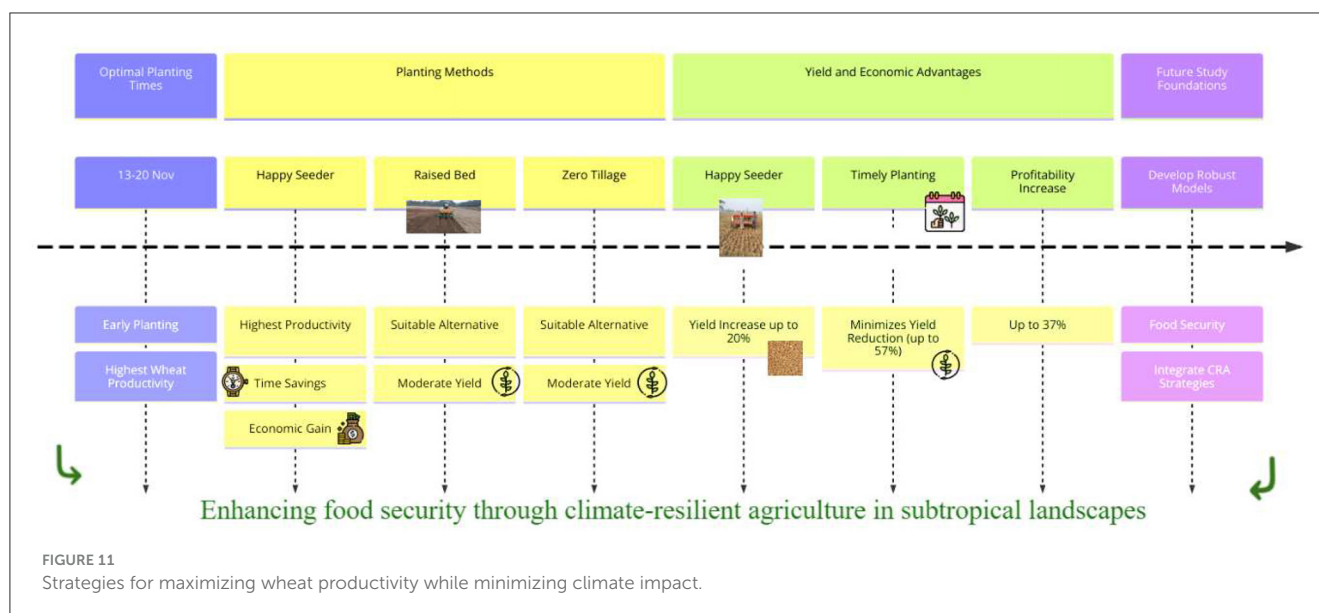 Optimal Planting
Times
Planting Methods
Yield and Economic Advantages
Future Study
Foundations
13-20 Nov
Happy Seeder
Raised Bed
Zero Tillage
Happy Seeder
Timely Planting
Profitability
Increase
Develop Robust
Models
Early Planting
Highest Productivity
Suitable Alternative
Suitable Alternative
Yield Increase up to
20%
Minimizes Yield
Reduction (up to
57%)
Up to 37%
Food Security
Highest Wheat
Productivity
Time Savings
Moderate Yield
Moderate Yield
Integrate CRA
Strategies
Economic Gain
Enhancing food security through climate-resilient agriculture in subtropical landscapes
FIGURE 11
Strategies for maximizing wheat productivity while minimizing climate impact.